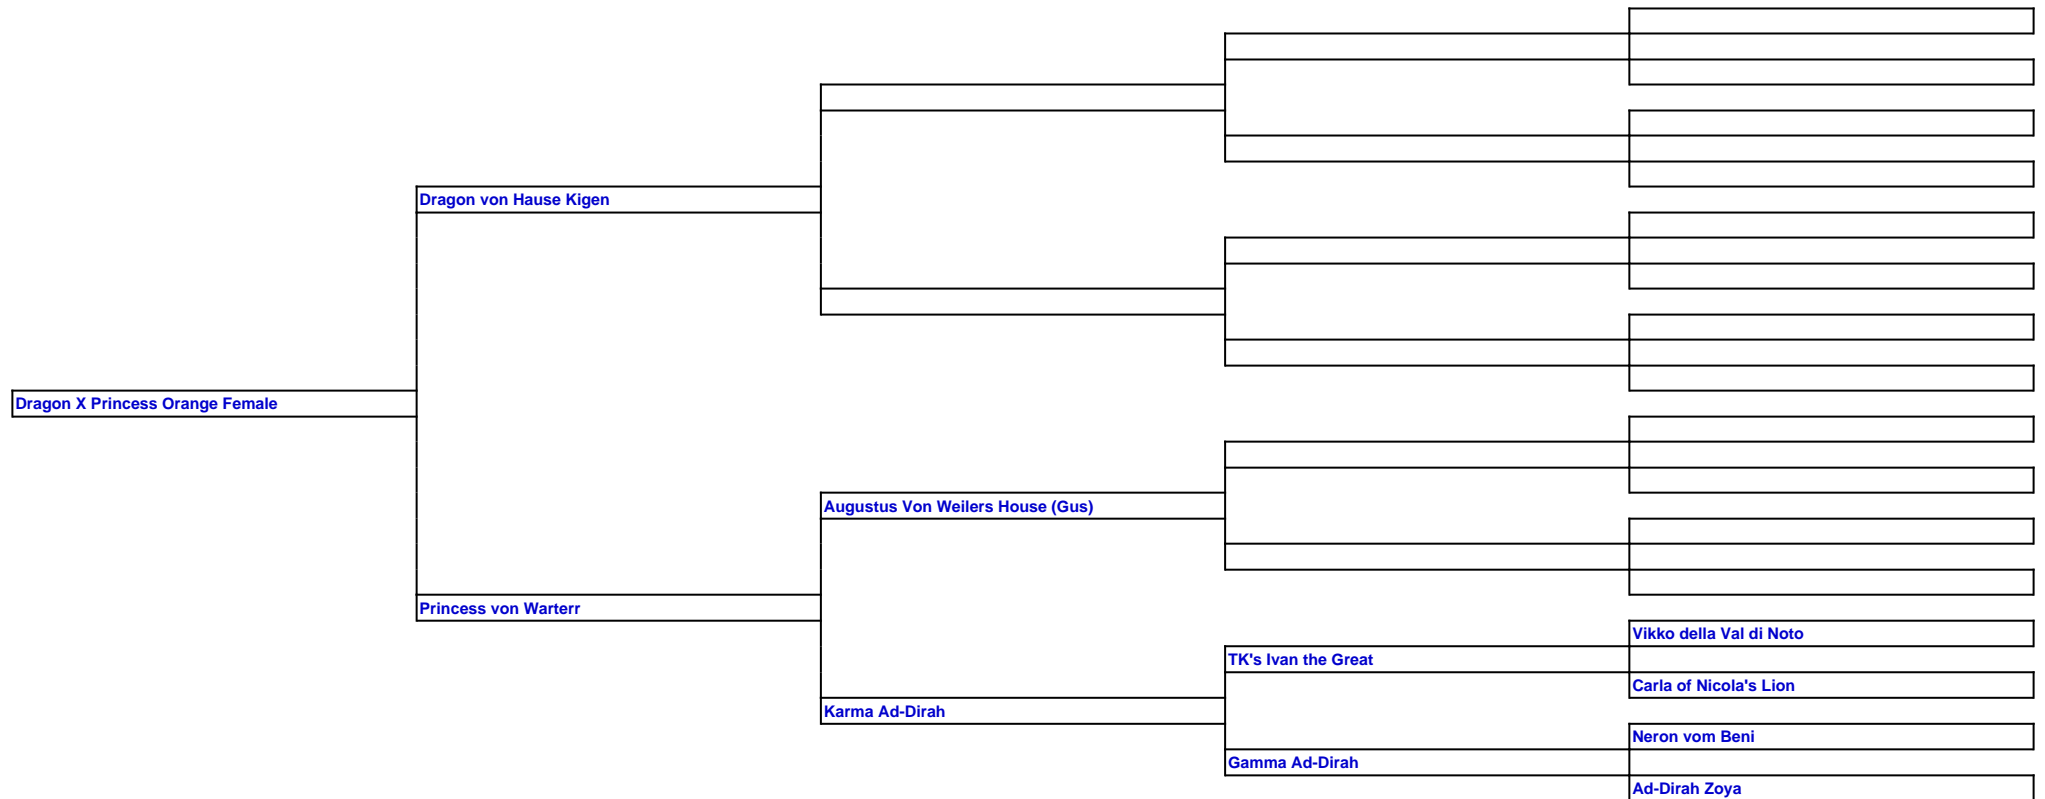 Dragon von Hause Kigen
Dragon X Princess Orange Female
Augustus Von Weilers House (Gus)
Princess von Warterr
Vikko della Val di Noto
TK's Ivan the Great
Carla of Nicola's Lion
Karma Ad-Dirah
Neron vom Beni
Gamma Ad-Dirah
Ad-Dirah Zoya